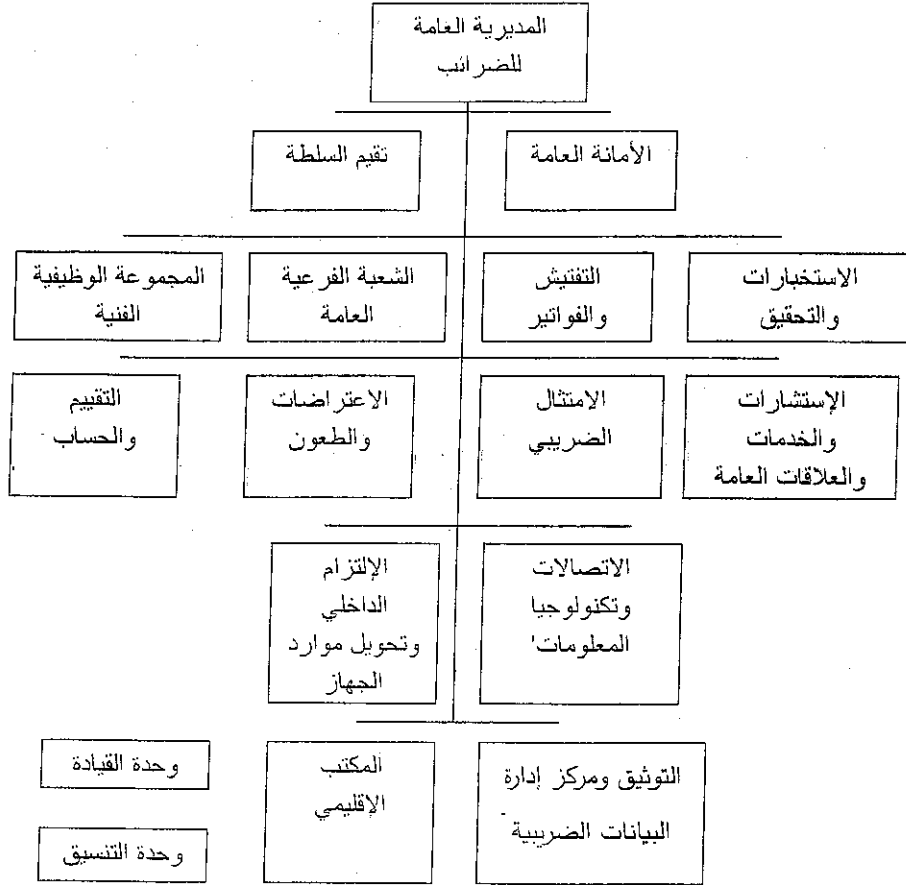 المديرية العامة
للضرائب
الأمانة العامة
تقيم السلطة
الإستخبارات
والتحقيق
التفتيش
والفواتير
الشعبة الفرعية
العامة
المجموعة الوظيفية
الفنية
الإستشارات
والخدمات
والعلاقات العامة
الامتثال
الضريبي
الاعتراضات
والطعون
التقييم
والحساب
الاتصالات
وتكنولوجيا
المعلومات'
الإلتزام
الداخلي
وتحويل موارد
الجهاز
التوثيق ومركز إدارة
البيانات الضريبية
المكتب
الإقليمي
وحدة القيادة
وحدة التنسيق